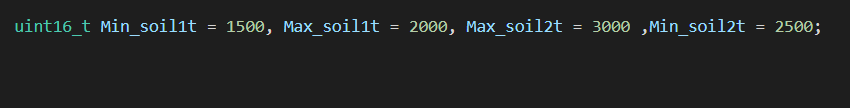 uint16_t Min_soil1t = 1500, Max_soil1t = 2000, Max_soil2t = 3000 ,Min_soil2t = 2500;